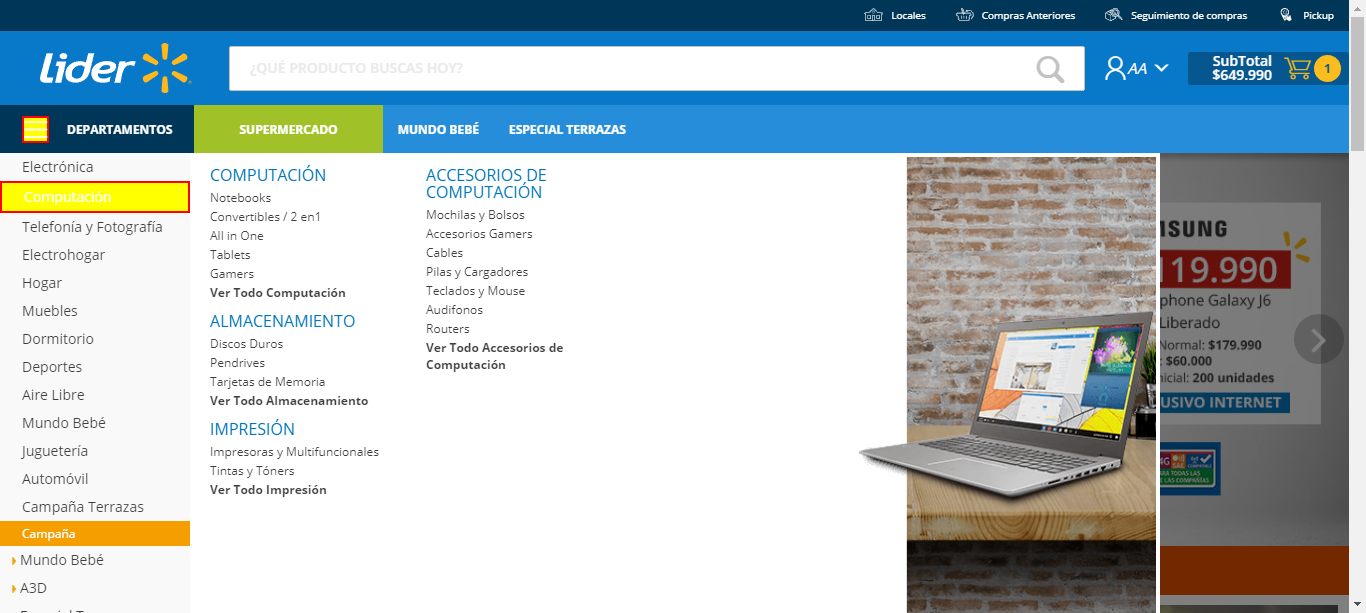 Locales
Compras Anteriores
Seguimiento de compras
Pickup
Lider
¿QUÉ PRODUCTO BUSCAS HOY?
AA
SubTotal
$649.990
1
DEPARTAMENTOS
SUPERMERCADO
MUNDO BEBÉ
ESPECIAL TERRAZAS
Electrónica
Computación
Telefonía y Fotografía
Electrohogar
Hogar
Muebles
Dormitorio
Deportes
Aire Libre
Mundo Bebé
Juguetería
Automóvil
Campaña Terrazas
Campaña
Mundo Bebé
A3D
COMPUTACIÓN
Notebooks
Convertibles / 2 en1
All in One
Tablets
Gamers
Ver Todo Computación
ALMACENAMIENTO
Discos Duros
Pendrives
Tarjetas de Memoria
Ver Todo Almacenamiento
IMPRESIÓN
Impresoras y Multifuncionales
Tintas y Tóners
Ver Todo Impresión
ACCESORIOS DE
COMPUTACIÓN
Mochilas y Bolsos
Accesorios Gamers
Cables
Pilas y Cargadores
Teclados y Mouse
Audifonos
Routers
Ver Todo Accesorios de
Computación
MSUNG
119.990
phone Galaxy J6
Liberado
Normal: $179.990
: $60.000
nicial: 200 unidades
USIVO INTERNET